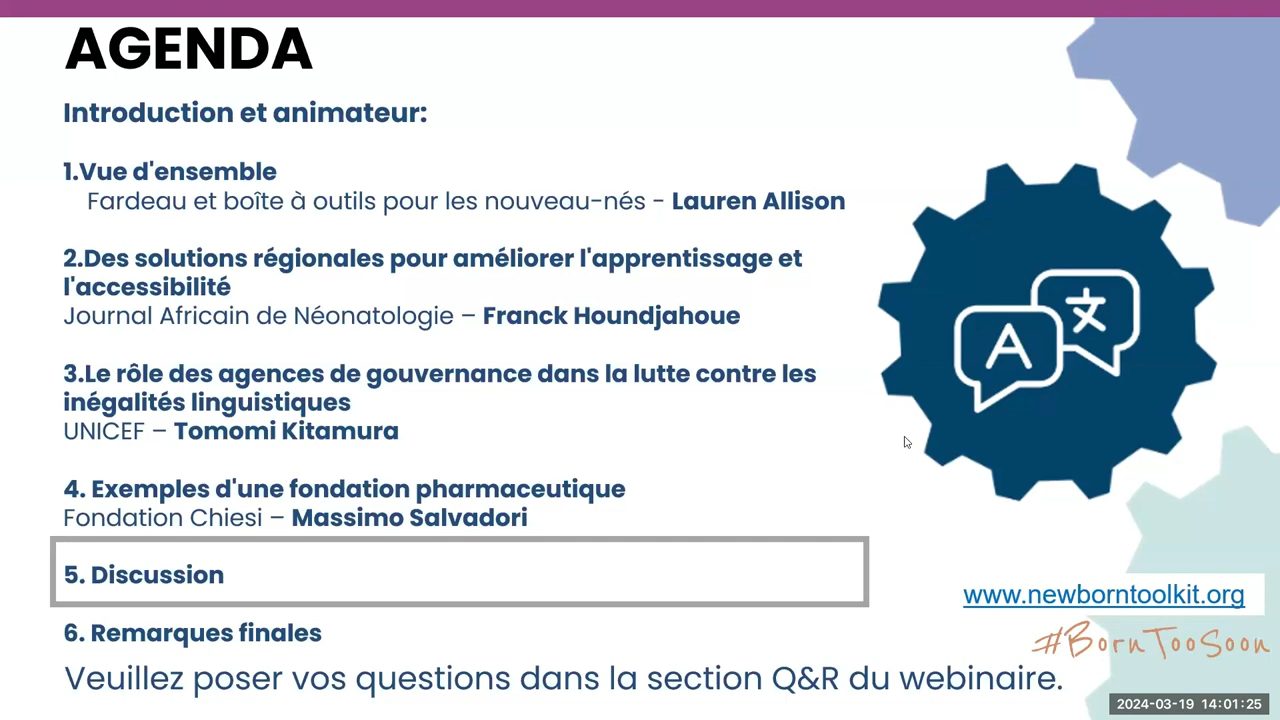 AGENDA
Introduction et animateur:
1.Vue d'ensemble
Fardeau et boîte à outils pour les nouveau-nés - Lauren Allison
2.Des solutions régionales pour améliorer l'apprentissage et
l'accessibilité
Journal Africain de Néonatologie – Franck Houndjahoue
3.Le rôle des agences de gouvernance dans la lutte contre les
inégalités linguistiques
UNICEF – Tomomi Kitamura
4. Exemples d'une fondation pharmaceutique
Fondation Chiesi – Massimo Salvadori
5. Discussion
6. Remarques finales
Veuillez poser vos questions dans la section Q&R du webinaire.
A
文
www.newborntoolkit.org
#BornTooSoon
2024-03-19 14:01:25